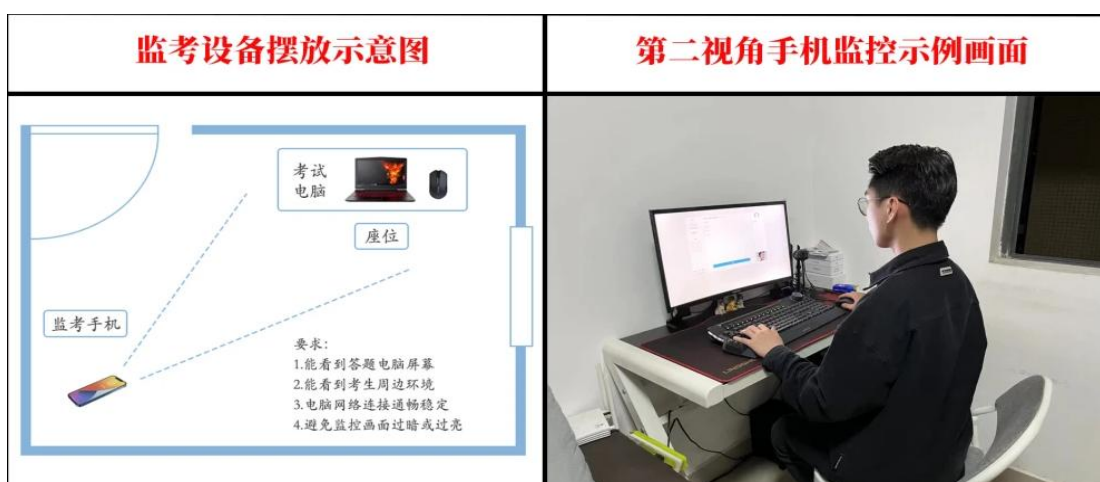 监考设备摆放示意图
第二视角手机监控示例画面
考试
电脑
座位
监考手机
要求：
1.能看到答题电脑屏幕
2.能看到考生周边环境
3.电脑网络连接通畅稳定
4.避免监控画面过暗或过亮